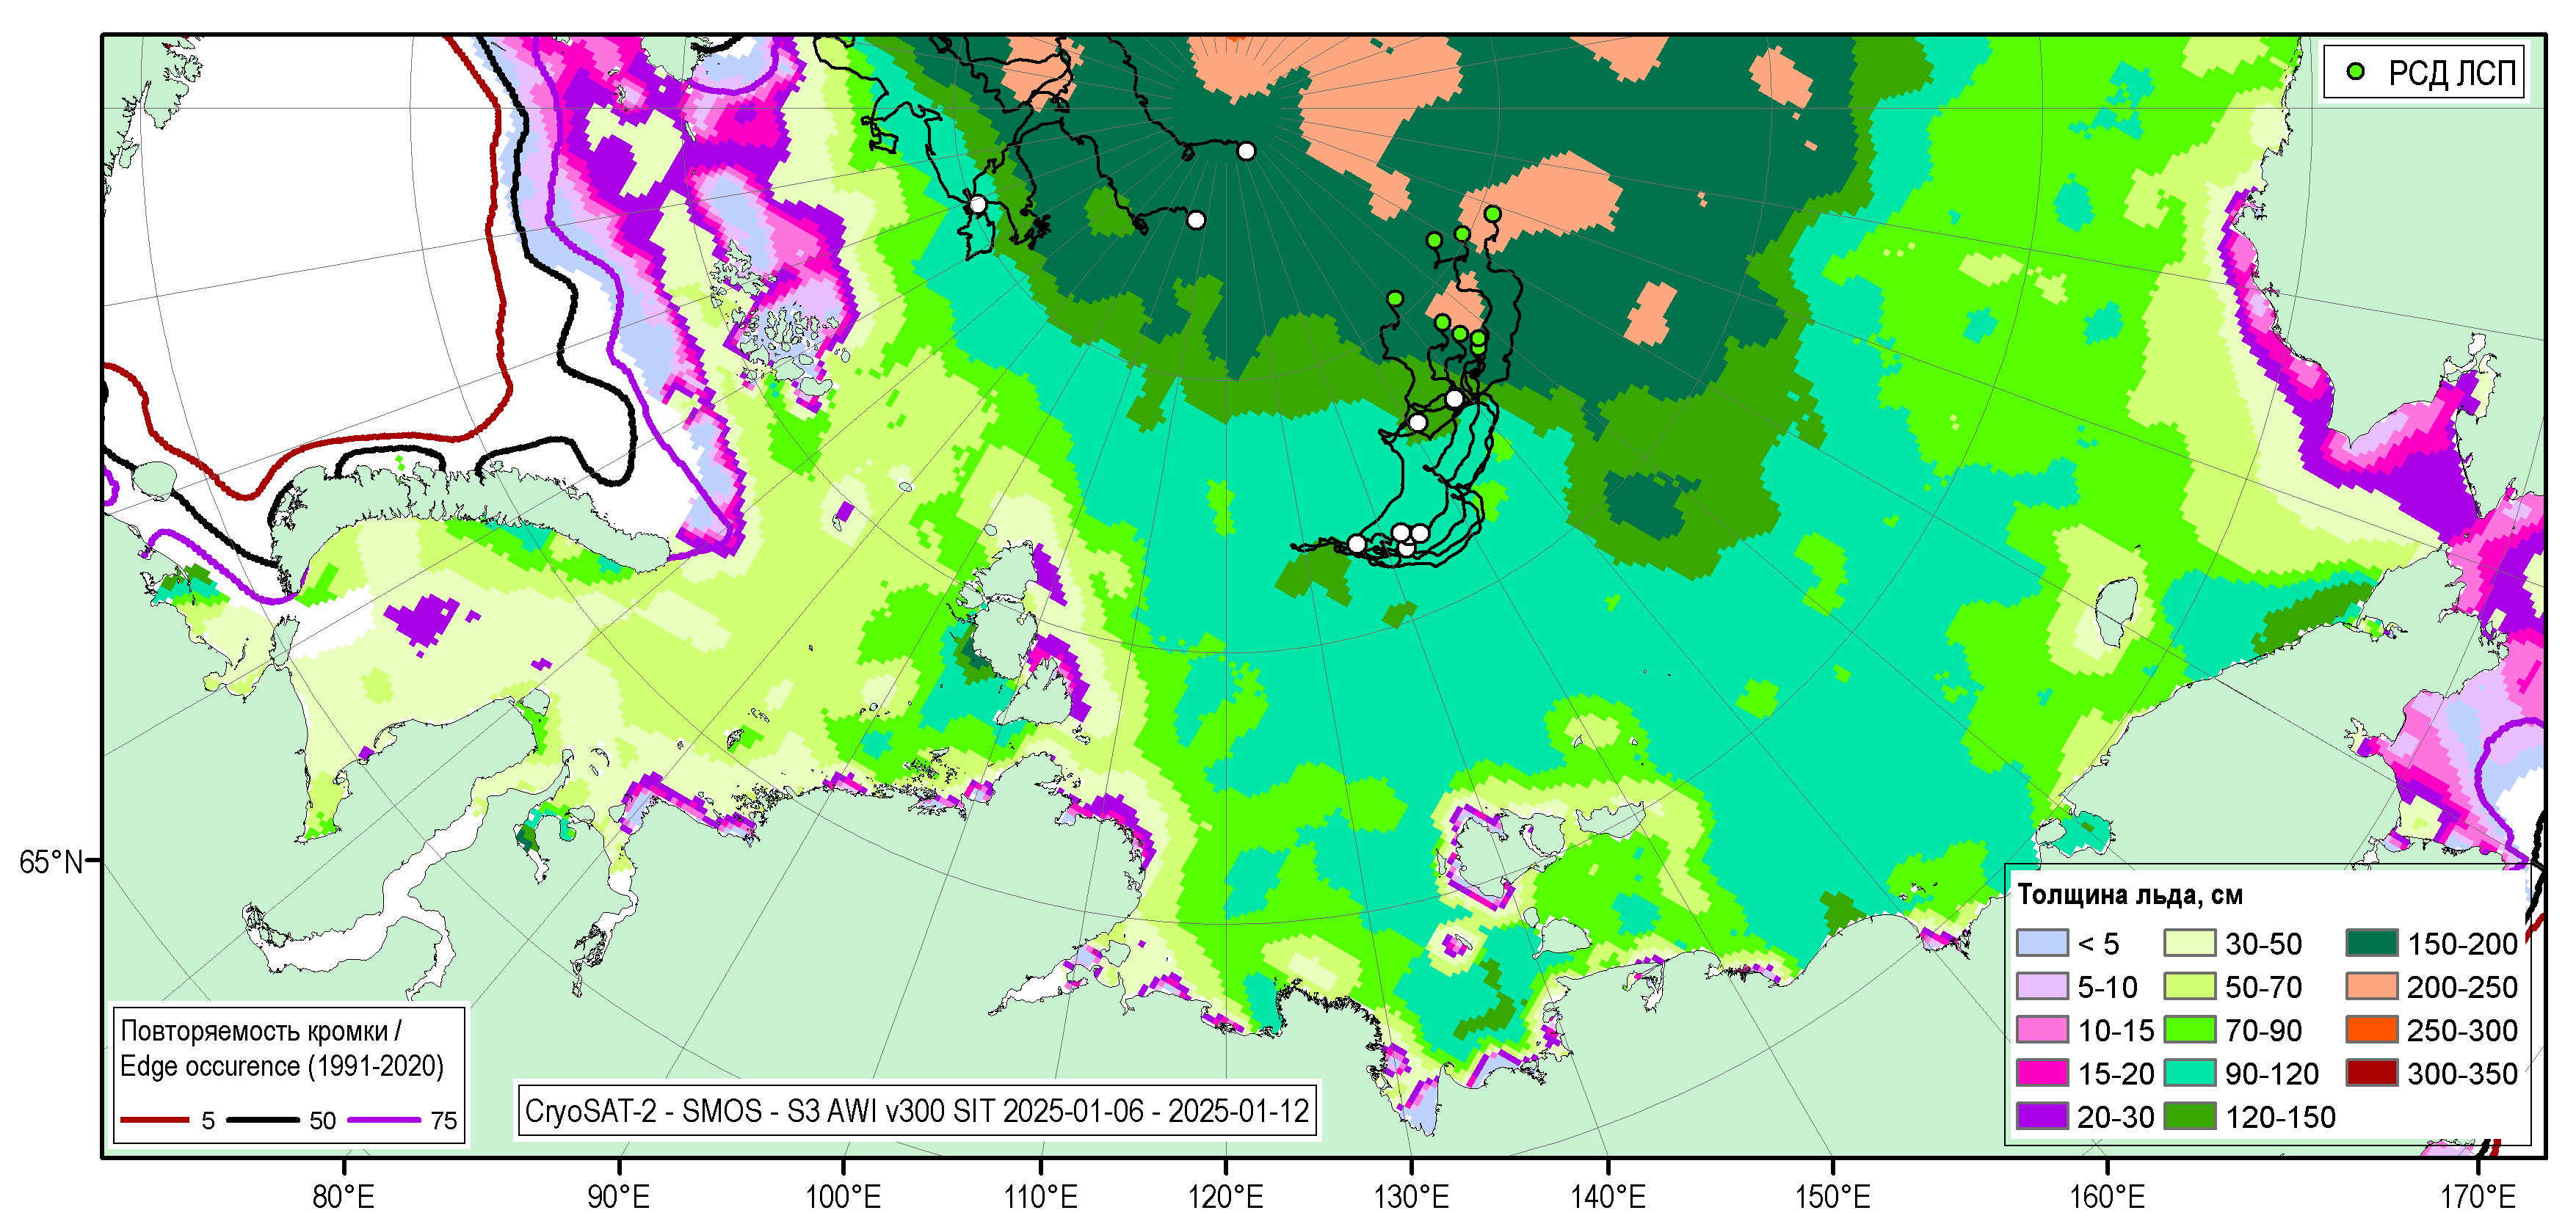 РСД ЛСП
65°N
Толщина льда, см
< 5
30-50
150-200
5-10
50-70
200-250
10-15
70-90
250-300
15-20
90-120
300-350
20-30
120-150
Повторяемость кромки /
Edge occurence (1991-2020)
5
50
75
CryoSAT-2 - SMOS - S3 AWI v300 SIT 2025-01-06 - 2025-01-12
80°E
90°E
100°E
110°E
120°E
130°E
140°E
150°E
160°E
170°E